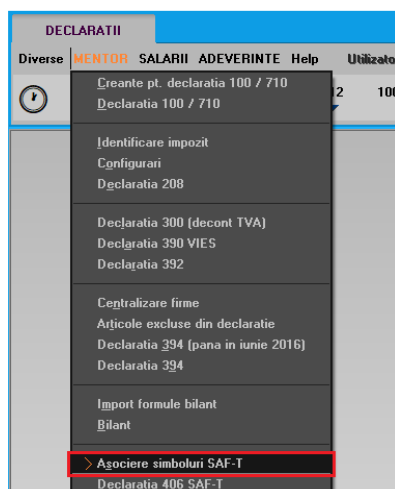 DECLARATII
Diverse MENTOR SALARII ADEVERINTE Help
12 100
Creante pt. declaratia 100 / 710
Declaratia 100 / 710
Identificare impozit
Configurari
Declaratia 208
Declaratia 300 (decont TVA)
Declaratia 390 VIES
Declaratia 392
Centralizare firme
Articole excluse din declaratie
Declaratia 394 (pana in iunie 2016)
Declaratia 394
Import formule bilant
Bilant
> Asociere simboluri SAF-T
Declaratia 406 SAF-T